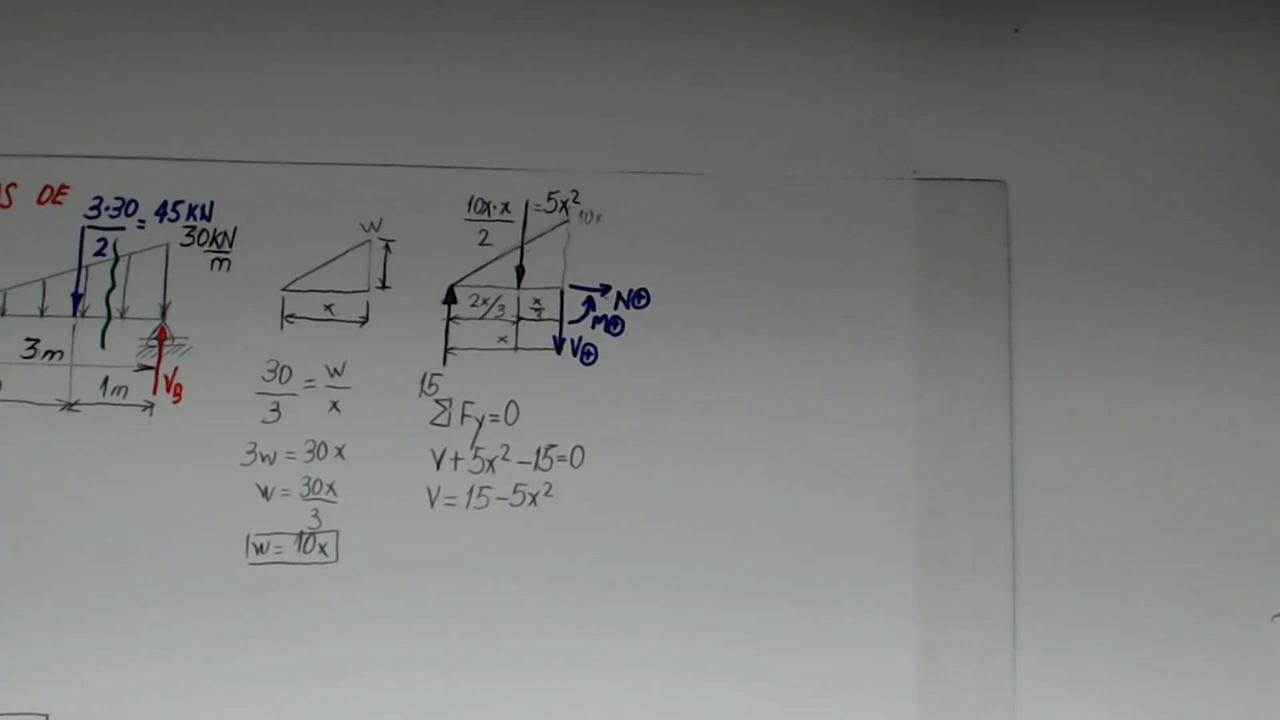 S DE
3·30
2
= 45KN
30KN
m
3m
1m
VB
W
x
30/3 = w/x
3w = 30x
w = 30x
3
w = 10x
10x·x
2
= 5x²
10x
2x/3
x/3
x
N⊕
M⊕
V⊕
15
ΣFy=0
V+5x²-15=0
V=15-5x²